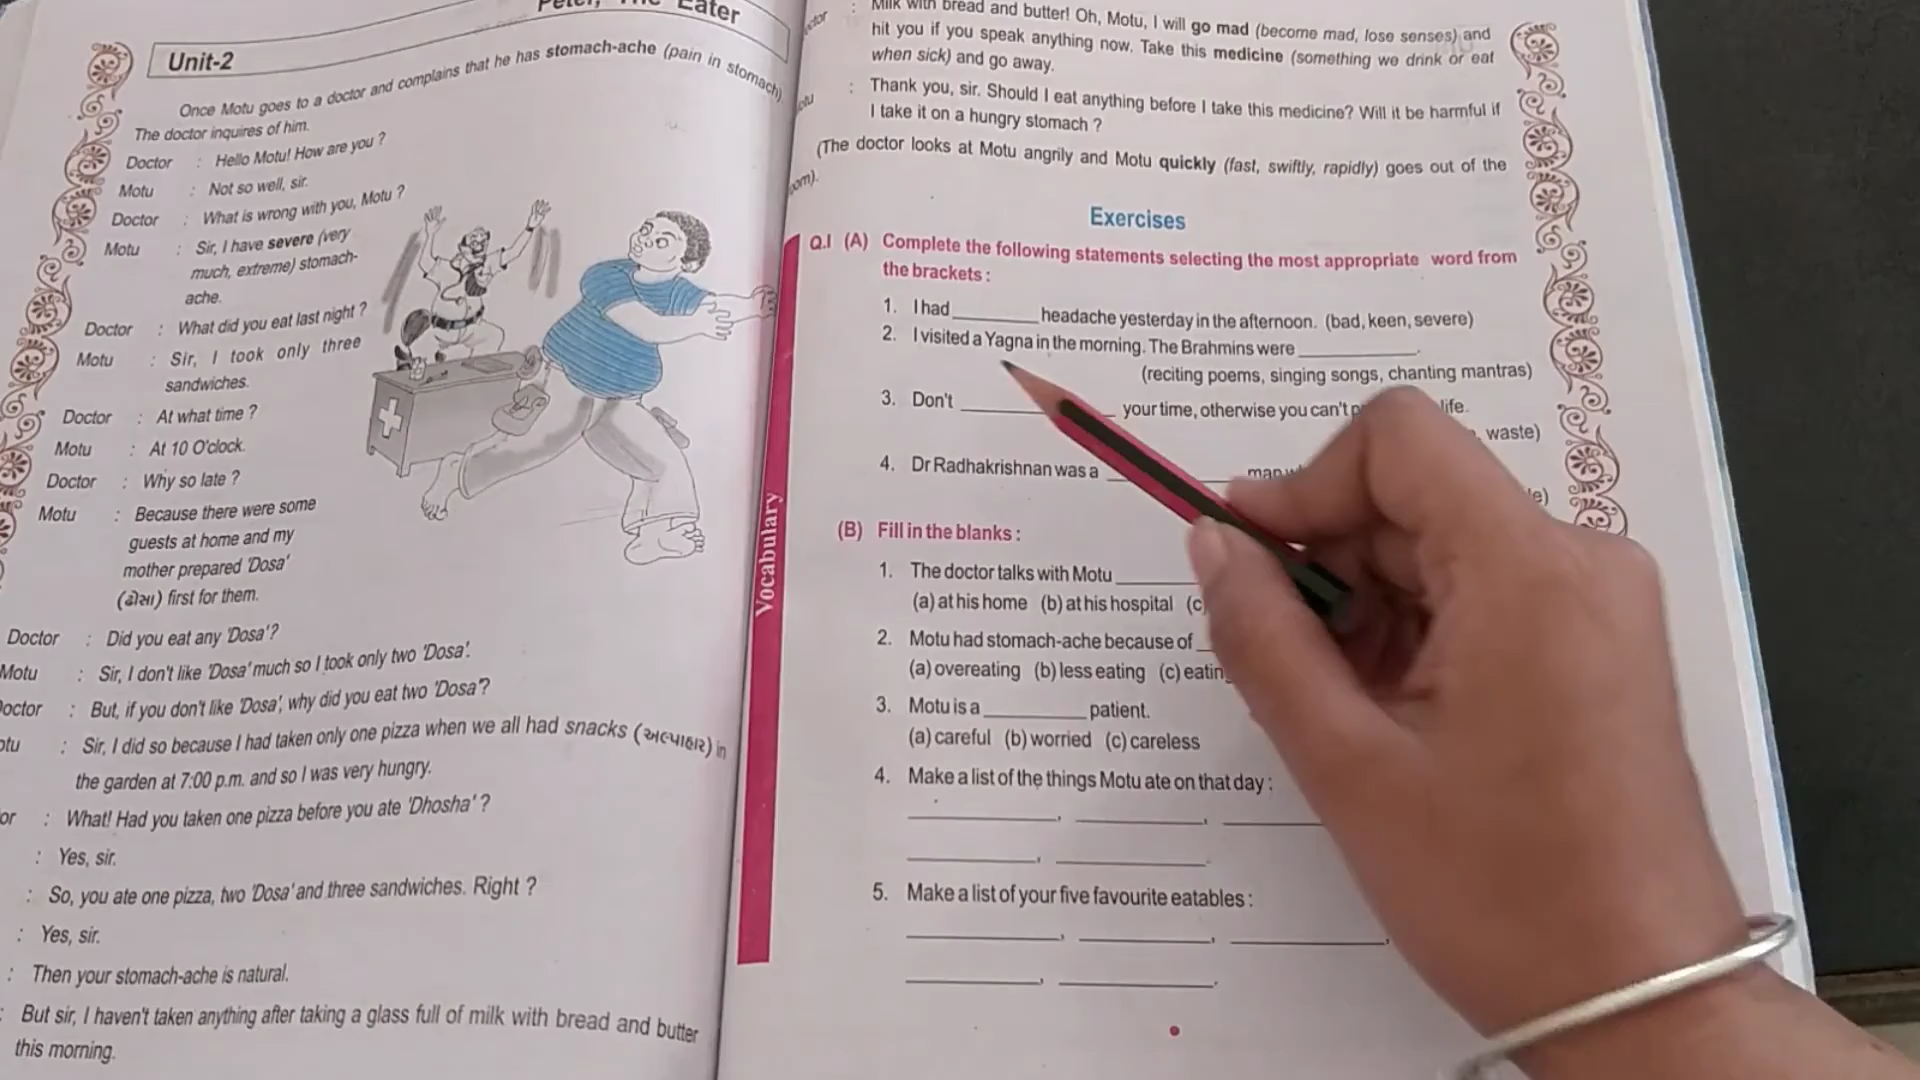 Peter, The Eater
Unit-2
Once Motu goes to a doctor and complains that he has stomach-ache (pain in stomach).
The doctor inquires of him.
Doctor : Hello Motu! How are you ?
Motu : Not so well, sir.
Doctor : What is wrong with you, Motu ?
Motu : Sir, I have severe (very
much, extreme) stomach-
ache.
Doctor : What did you eat last night ?
Motu : Sir, I took only three
sandwiches.
Doctor : At what time ?
Motu : At 10 O'clock.
Doctor : Why so late ?
Motu : Because there were some
guests at home and my
mother prepared 'Dosa'
(ઢોસા) first for them.
Doctor : Did you eat any 'Dosa'?
Motu : Sir, I don't like 'Dosa' much so I took only two 'Dosa'.
octor : But, if you don't like 'Dosa', why did you eat two 'Dosa'?
otu : Sir, I did so because I had taken only one pizza when we all had snacks (અલ્પાહાર) in
the garden at 7:00 p.m. and so I was very hungry.
or : What! Had you taken one pizza before you ate 'Dhosha' ?
: Yes, sir.
: So, you ate one pizza, two 'Dosa' and three sandwiches. Right ?
: Yes, sir.
: Then your stomach-ache is natural.
: But sir, I haven't taken anything after taking a glass full of milk with bread and butter
this morning.
ctor : Milk with bread and butter! Oh, Motu, I will go mad (become mad, lose senses) and
hit you if you speak anything now. Take this medicine (something we drink or eat
when sick) and go away.
otu : Thank you, sir. Should I eat anything before I take this medicine? Will it be harmful if
I take it on a hungry stomach ?
(The doctor looks at Motu angrily and Motu quickly (fast, swiftly, rapidly) goes out of the
oom).
Exercises
Q.I (A) Complete the following statements selecting the most appropriate word from
the brackets :
1. I had ________ headache yesterday in the afternoon. (bad, keen, severe)
2. I visited a Yagna in the morning. The Brahmins were ________.
(reciting poems, singing songs, chanting mantras)
3. Don't ________ your time, otherwise you can't life.
waste)
4. Dr Radhakrishnan was a ________ man
(B) Fill in the blanks :
1. The doctor talks with Motu ________
(a) at his home (b) at his hospital (c)
2. Motu had stomach-ache because of
(a) overeating (b) less eating (c) eatin
3. Motu is a ________ patient.
(a) careful (b) worried (c) careless
4. Make a list of the things Motu ate on that day :
________, ________, ________
________, ________.
5. Make a list of your five favourite eatables :
________, ________, ________,
________, ________.
Vocabulary